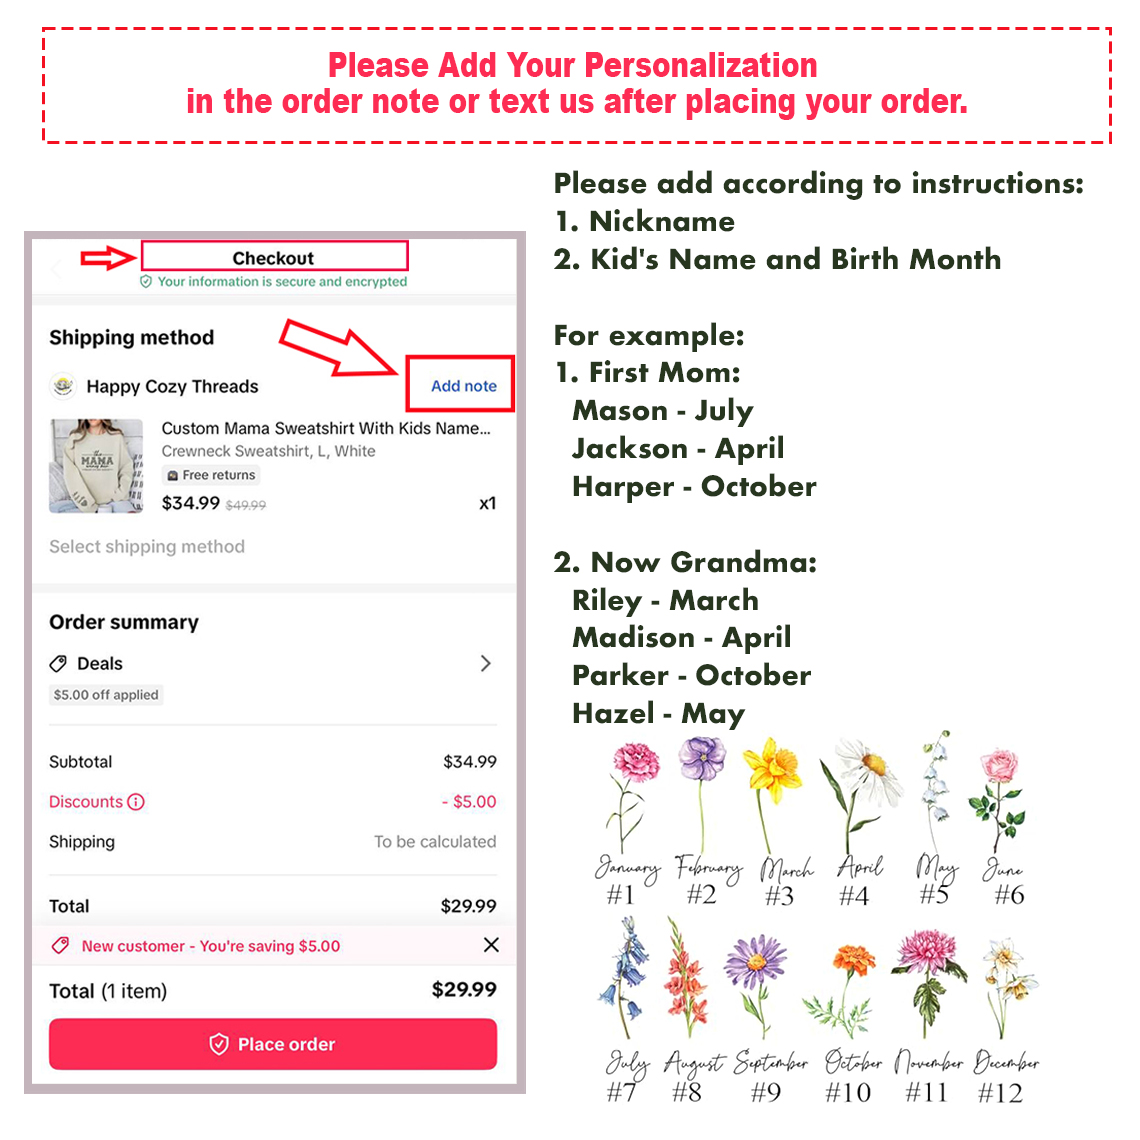 Please Add Your Personalization
in the order note or text us after placing your order.
Checkout
Your information is secure and encrypted
Shipping method
Happy Cozy Threads
Add note
Custom Mama Sweatshirt With Kids Name...
Crewneck Sweatshirt, L, White
Free returns
$34.99 $49.99 x1
Select shipping method
Order summary
Deals
$5.00 off applied
Subtotal $34.99
Discounts - $5.00
Shipping To be calculated
Total $29.99
New customer - You're saving $5.00
Total (1 item) $29.99
Place order
Please add according to instructions:
1. Nickname
2. Kid's Name and Birth Month
For example:
1. First Mom:
Mason - July
Jackson - April
Harper - October
2. Now Grandma:
Riley - March
Madison - April
Parker - October
Hazel - May
January February March April May June
#1 #2 #3 #4 #5 #6
July August September October November December
#7 #8 #9 #10 #11 #12
MAMA